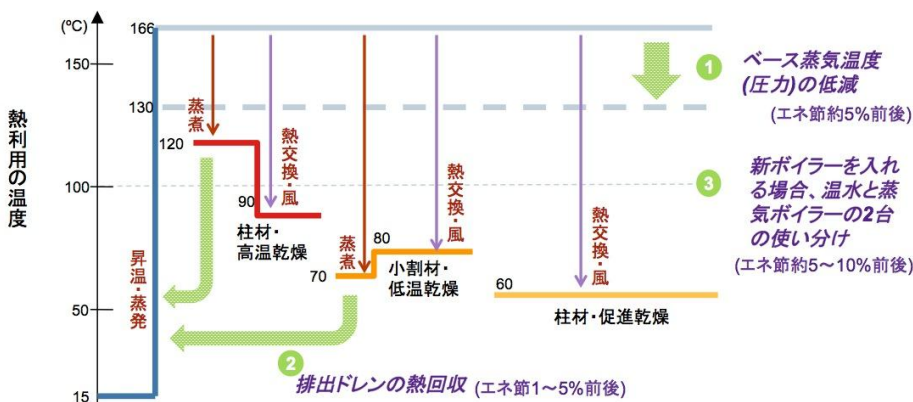 (℃)
166
150
130
120
100
90
80
70
60
50
15
熱利用の温度
昇温・蒸発
蒸煮
熱交換・風
柱材・
高温乾燥
蒸煮
熱交換・風
小割材・
低温乾燥
熱交換・風
柱材・促進乾燥
1
ベース蒸気温度
(圧力)の低減
(エネ節約5%前後)
3
新ボイラーを入れ
る場合、温水と蒸
気ボイラーの2台
の使い分け
(エネ節約5〜10%前後)
2
排出ドレンの熱回収 (エネ節1〜5%前後)